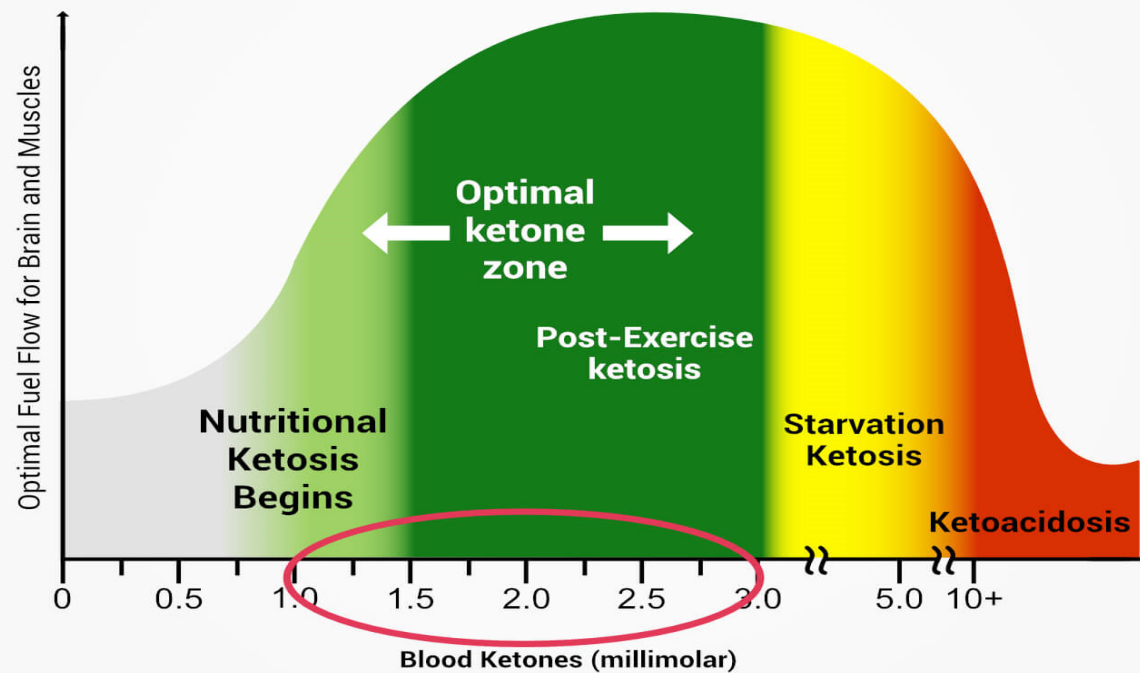 Optimal Fuel Flow for Brain and Muscles
Optimal
ketone
zone
Post-Exercise
ketosis
Nutritional
Ketosis
Begins
Starvation
Ketosis
Ketoacidosis
0 0.5 1.0 1.5 2.0 2.5 3.0 5.0 10+
Blood Ketones (millimolar)